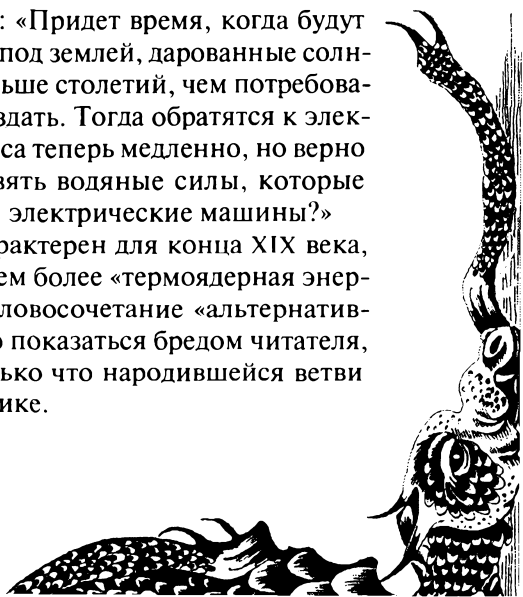 : «Придет время, когда будут
под землей, дарованные солн-
ьше столетий, чем потребова-
здать. Тогда обратятся к элек-
са теперь медленно, но верно
зять водяные силы, которые
электрические машины?»
рактерен для конца XIX века,
ем более «термоядерная энер-
ловосочетание «альтернатив-
о показаться бредом читателя,
ько что народившейся ветви
ике.